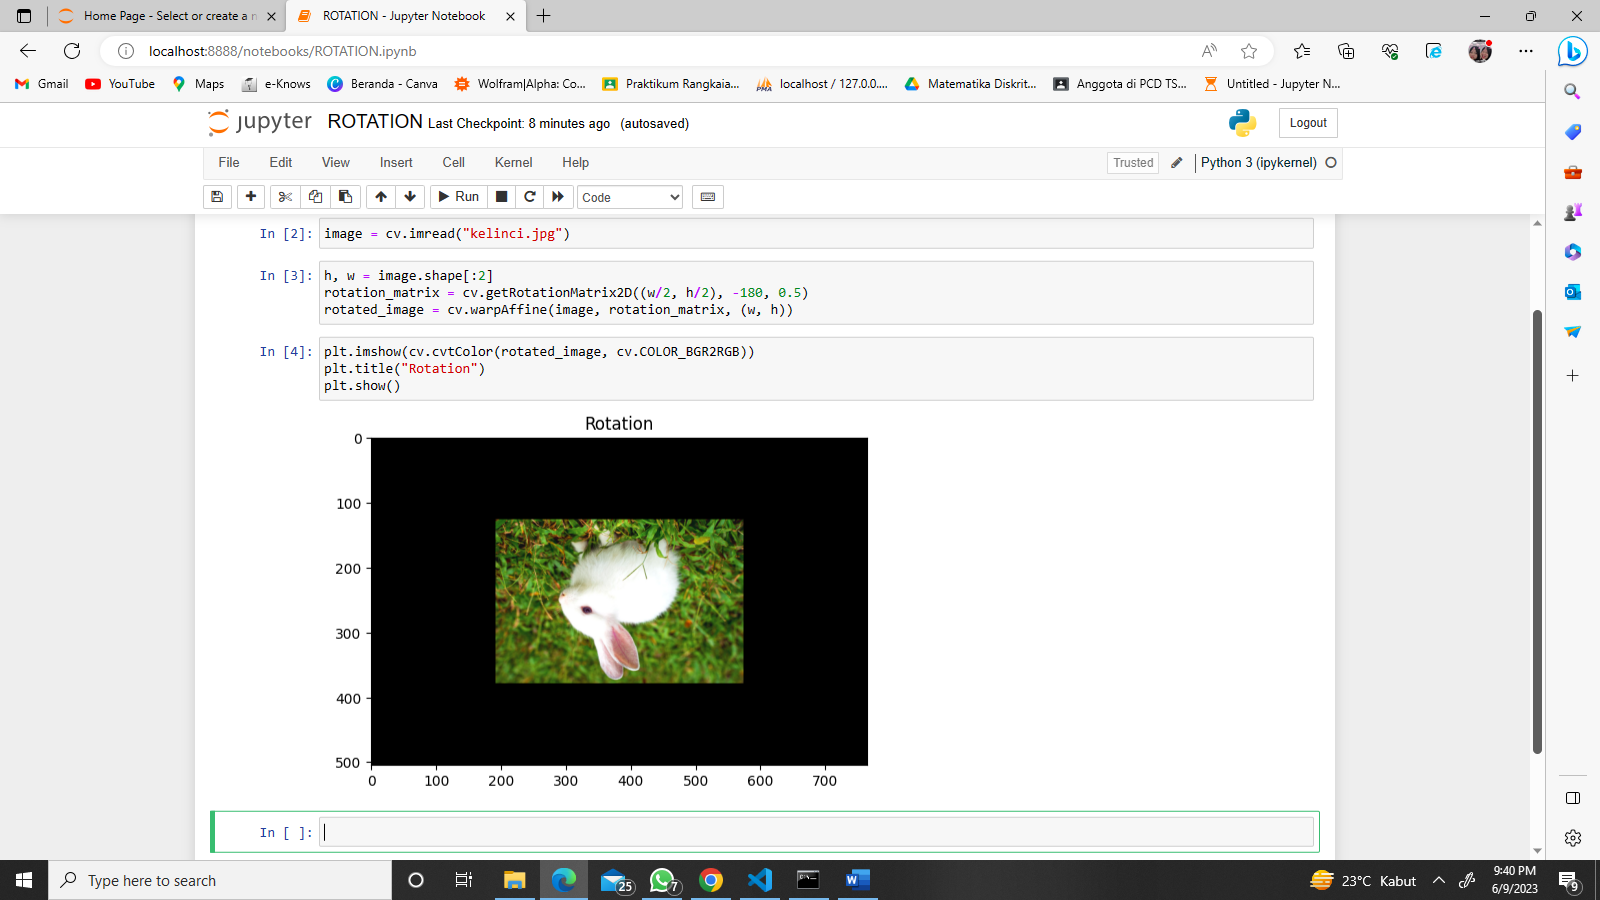 Home Page - Select or create a n
ROTATION - Jupyter Notebook
localhost:8888/notebooks/ROTATION.ipynb
Gmail
YouTube
Maps
e-Knows
Beranda - Canva
Wolfram|Alpha: Co...
Praktikum Rangkaia...
localhost / 127.0.0....
Matematika Diskrit...
Anggota di PCD TS...
Untitled - Jupyter N...
jupyter ROTATION Last Checkpoint: 8 minutes ago (autosaved)
Logout
File Edit View Insert Cell Kernel Help
Trusted
Python 3 (ipykernel)
Run
Code
In [2]: image = cv.imread("kelinci.jpg")
In [3]: h, w = image.shape[:2]
rotation_matrix = cv.getRotationMatrix2D((w/2, h/2), -180, 0.5)
rotated_image = cv.warpAffine(image, rotation_matrix, (w, h))
In [4]: plt.imshow(cv.cvtColor(rotated_image, cv.COLOR_BGR2RGB))
plt.title("Rotation")
plt.show()
Rotation
0
100
200
300
400
500
0 100 200 300 400 500 600 700
In [ ]:
Type here to search
25
7
23°C Kabut
9:40 PM
6/9/2023
9